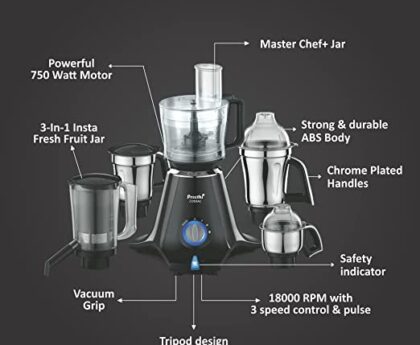 Master Chef+ Jar
Powerful
750 Watt Motor
3-In-1 Insta
Fresh Fruit Jar
Strong & durable
ABS Body
Chrome Plated
Handles
Preethi
ZODIAC
Safety
indicator
Vacuum
Grip
18000 RPM with
3 speed control & pulse
Tripod design